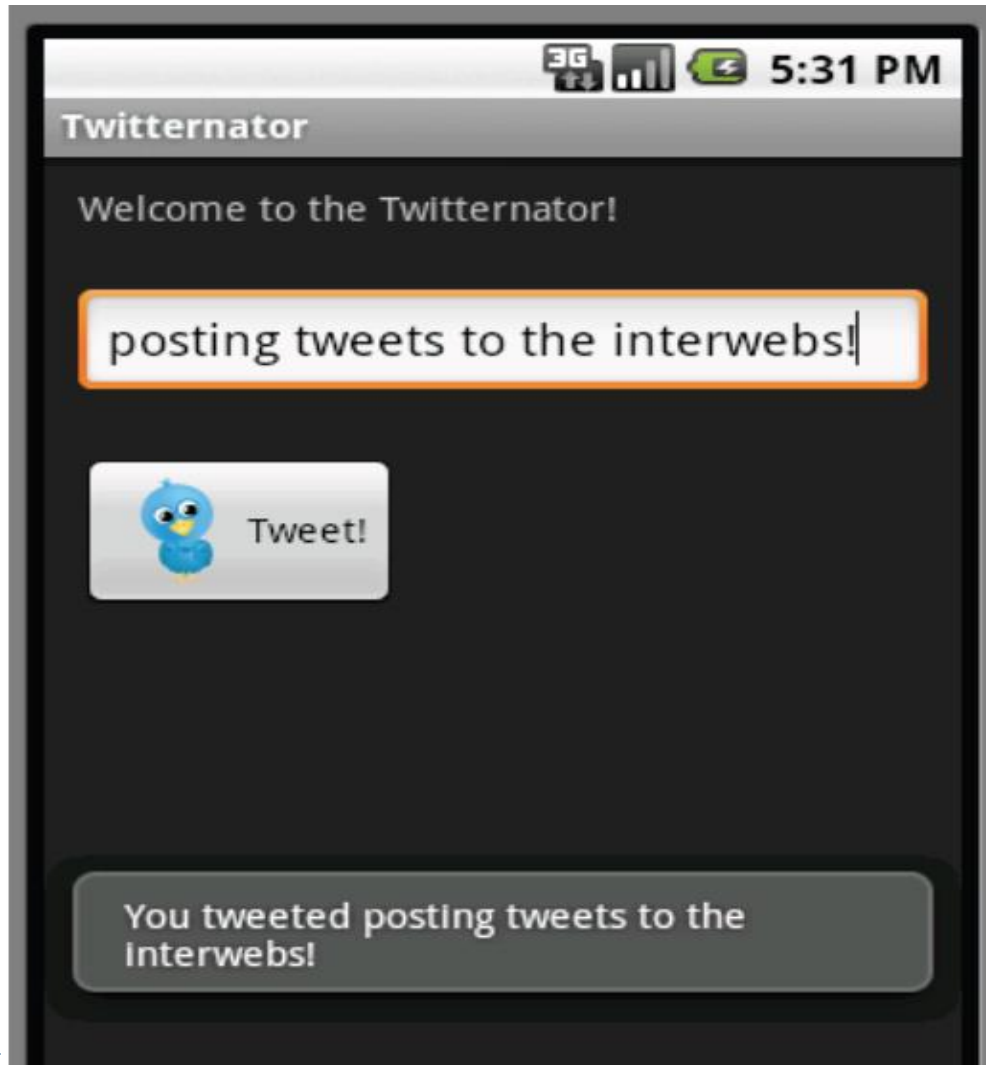 3G 5:31 PM
Twitternator
Welcome to the Twitternator!
posting tweets to the interwebs!
Tweet!
You tweeted posting tweets to the
interwebs!